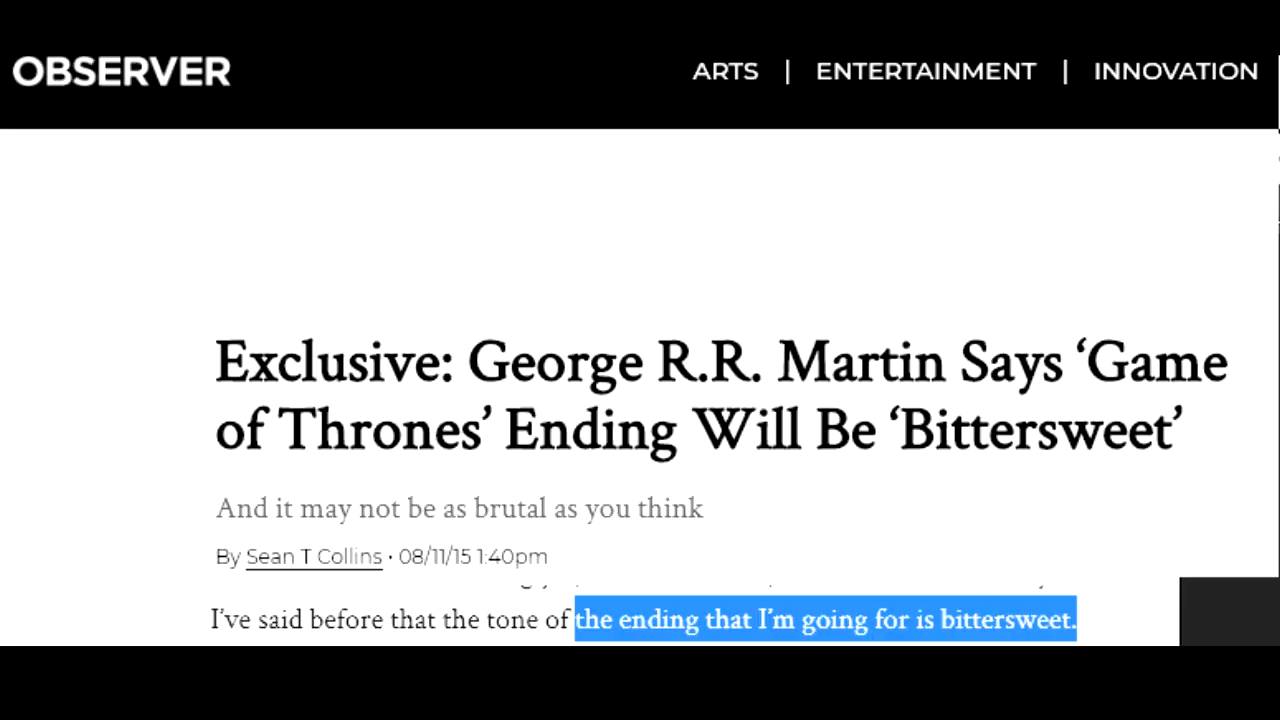 OBSERVER
ARTS | ENTERTAINMENT | INNOVATION
Exclusive: George R.R. Martin Says ‘Game
of Thrones’ Ending Will Be ‘Bittersweet’
And it may not be as brutal as you think
By Sean T Collins • 08/11/15 1:40pm
I’ve said before that the tone of the ending that I’m going for is bittersweet.